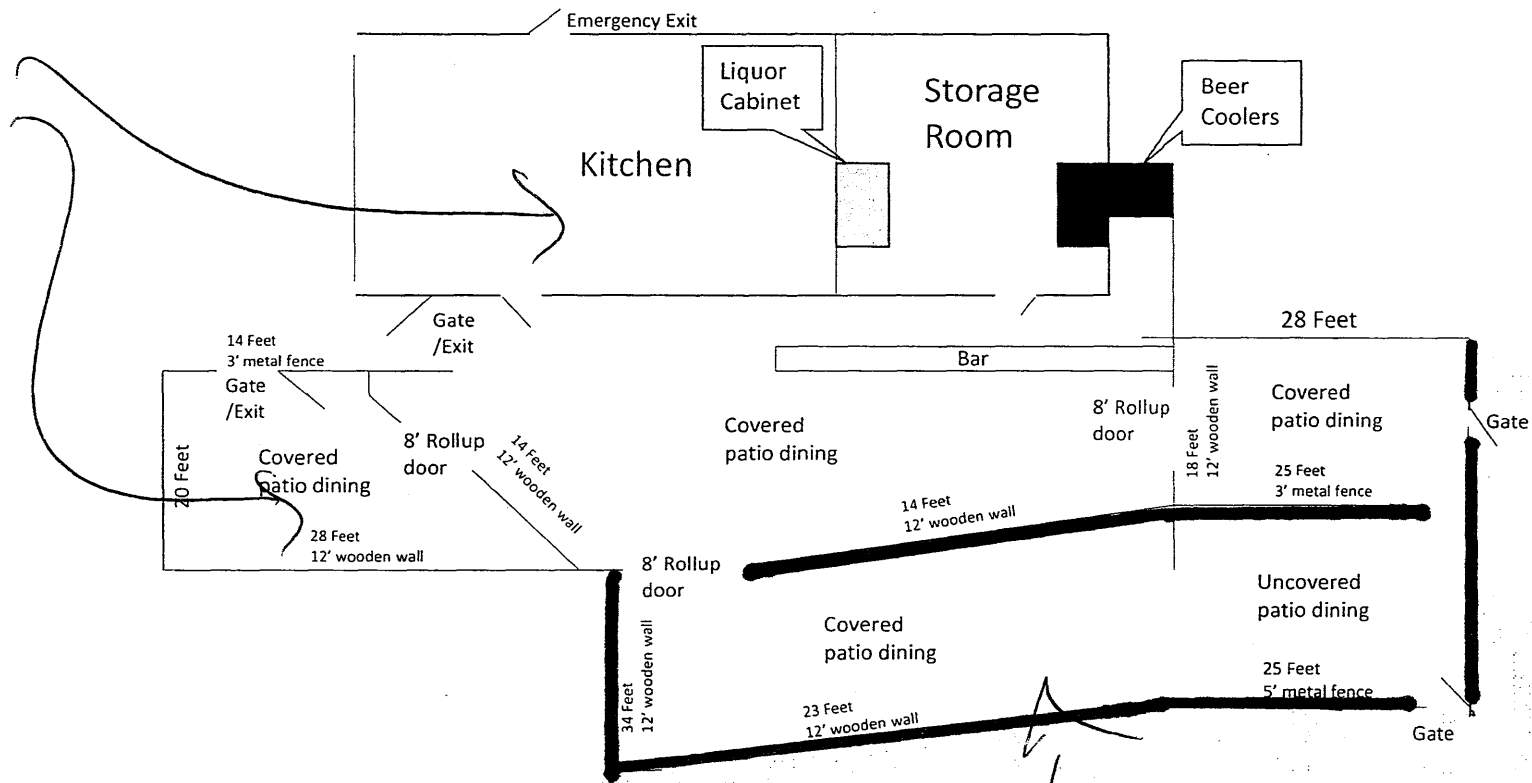 Emergency Exit
Liquor
Cabinet
Storage
Room
Beer
Coolers
Kitchen
Gate
/Exit
14 Feet
3' metal fence
Gate
/Exit
Bar
28 Feet
Covered
patio dining
Gate
8' Rollup
door
18 Feet
12' wooden wall
Covered
patio dining
8' Rollup
door
14 Feet
12' wooden wall
20 Feet
Covered
patio dining
28 Feet
12' wooden wall
25 Feet
3' metal fence
14 Feet
12' wooden wall
8' Rollup
door
Uncovered
patio dining
Covered
patio dining
34 Feet
12' wooden wall
23 Feet
12' wooden wall
25 Feet
5' metal fence
Gate